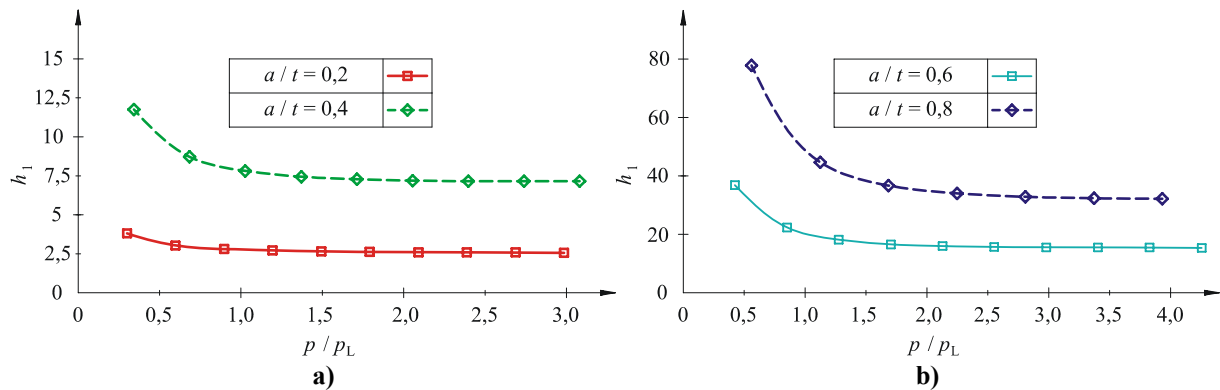 15
12,5
10
7,5
5
2,5
0
h1
a / t = 0,2
a / t = 0,4
0 0,5 1,0 1,5 2,0 2,5 3,0
p / pL
a)
80
60
40
20
0
h1
a / t = 0,6
a / t = 0,8
0 0,5 1,0 1,5 2,0 2,5 3,0 3,5 4,0
p / pL
b)